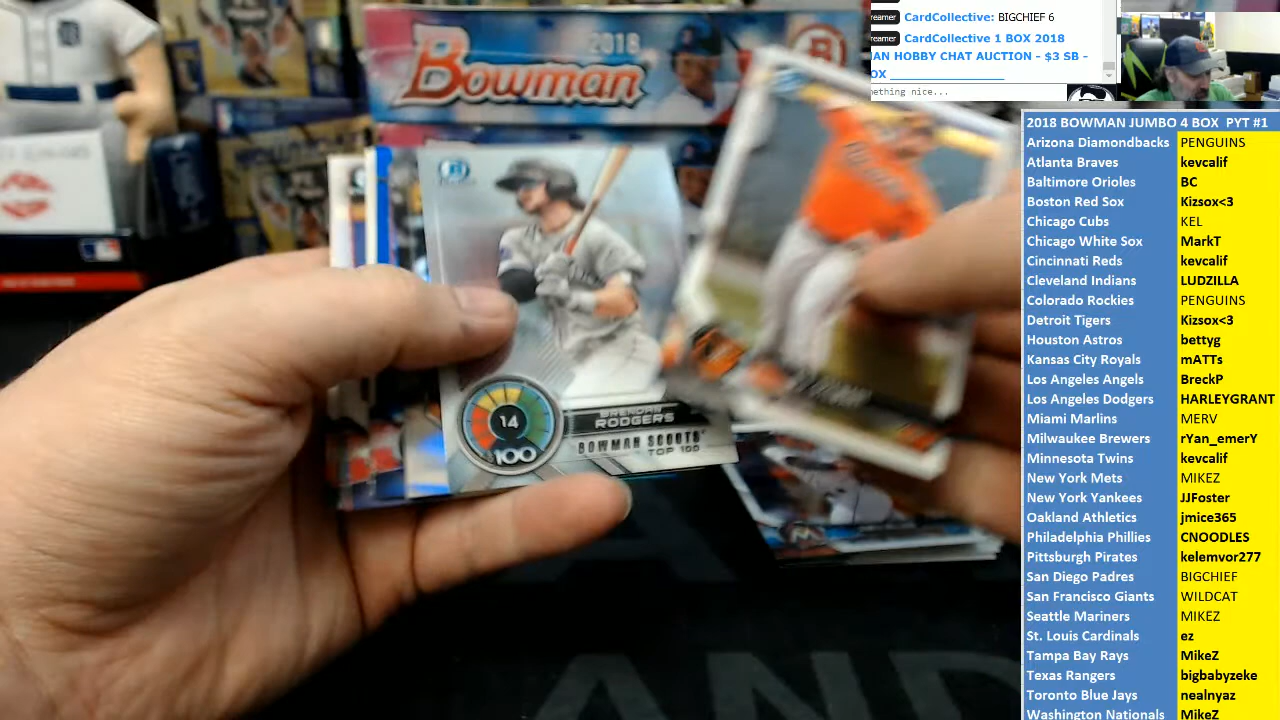 reamer CardCollective: BIGCHIEF 6
reamer CardCollective 1 BOX 2018
AN HOBBY CHAT AUCTION - $3 SB -
OX
ething nice...
2018
Bowman
B
14
100
BRENDAN
RODGERS
BOWMAN SCOUTS'
TOP 100
2018 BOWMAN JUMBO 4 BOX PYT #1
Arizona Diamondbacks PENGUINS
Atlanta Braves kevcalif
Baltimore Orioles BC
Boston Red Sox Kizsox<3
Chicago Cubs KEL
Chicago White Sox MarkT
Cincinnati Reds kevcalif
Cleveland Indians LUDZILLA
Colorado Rockies PENGUINS
Detroit Tigers Kizsox<3
Houston Astros bettyg
Kansas City Royals mATTs
Los Angeles Angels BreckP
Los Angeles Dodgers HARLEYGRANT
Miami Marlins MERV
Milwaukee Brewers rYan_emerY
Minnesota Twins kevcalif
New York Mets MIKEZ
New York Yankees JJFoster
Oakland Athletics jmice365
Philadelphia Phillies CNOODLES
Pittsburgh Pirates kelemvor277
San Diego Padres BIGCHIEF
San Francisco Giants WILDCAT
Seattle Mariners MIKEZ
St. Louis Cardinals ez
Tampa Bay Rays MikeZ
Texas Rangers bigbabyzeke
Toronto Blue Jays nealnyaz
Washington Nationals MikeZ